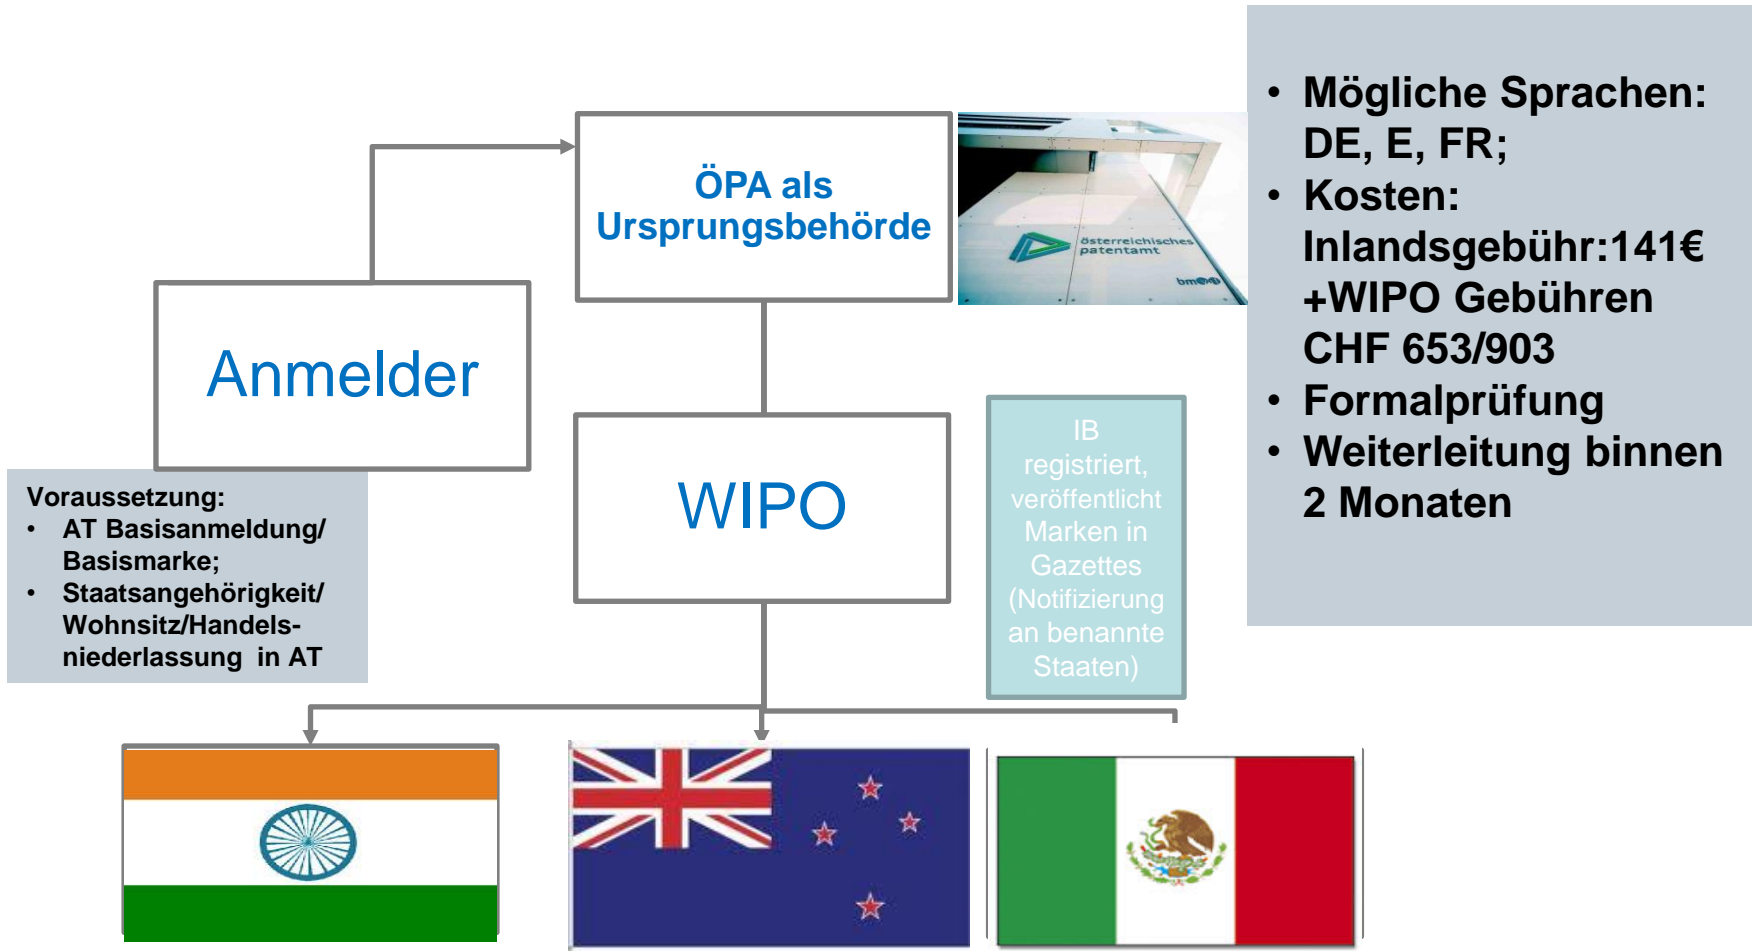 ÖPA als
Ursprungsbehörde
österreichisches
patentamt
Anmelder
Voraussetzung:
• AT Basisanmeldung/
Basismarke;
• Staatsangehörigkeit/
Wohnsitz/Handels-
niederlassung in AT
WIPO
IB
registriert,
veröffentlicht
Marken in
Gazettes
(Notifizierung
an benannte
Staaten)
• Mögliche Sprachen:
DE, E, FR;
• Kosten:
Inlandsgebühr:141€
+WIPO Gebühren
CHF 653/903
• Formalprüfung
• Weiterleitung binnen
2 Monaten